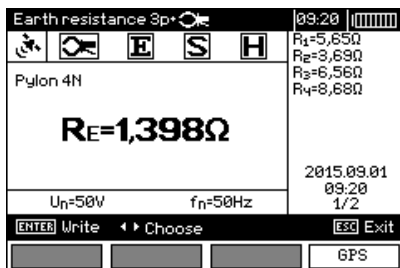 Earth resistance 3p+ 09:20
E S H
R1=5,65Ω
R2=3,69Ω
R3=6,56Ω
R4=8,68Ω
Pylon 4N
RE=1,398Ω
2015.09.01
09:20
1/2
Un=50V fn=50Hz
ENTER Write Choose ESC Exit
GPS